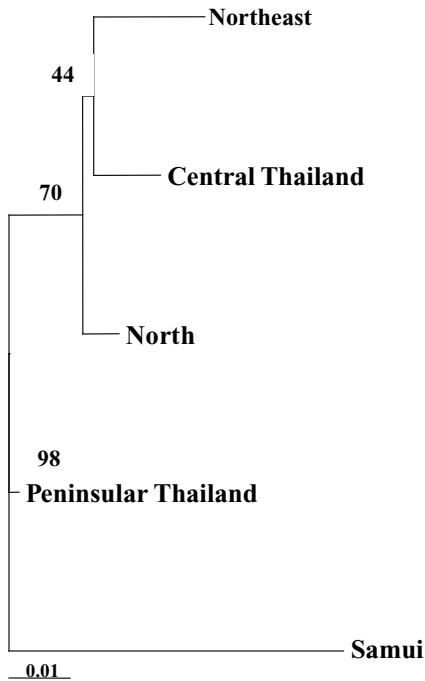 Northeast
44
Central Thailand
70
North
98
Peninsular Thailand
Samui
0.01